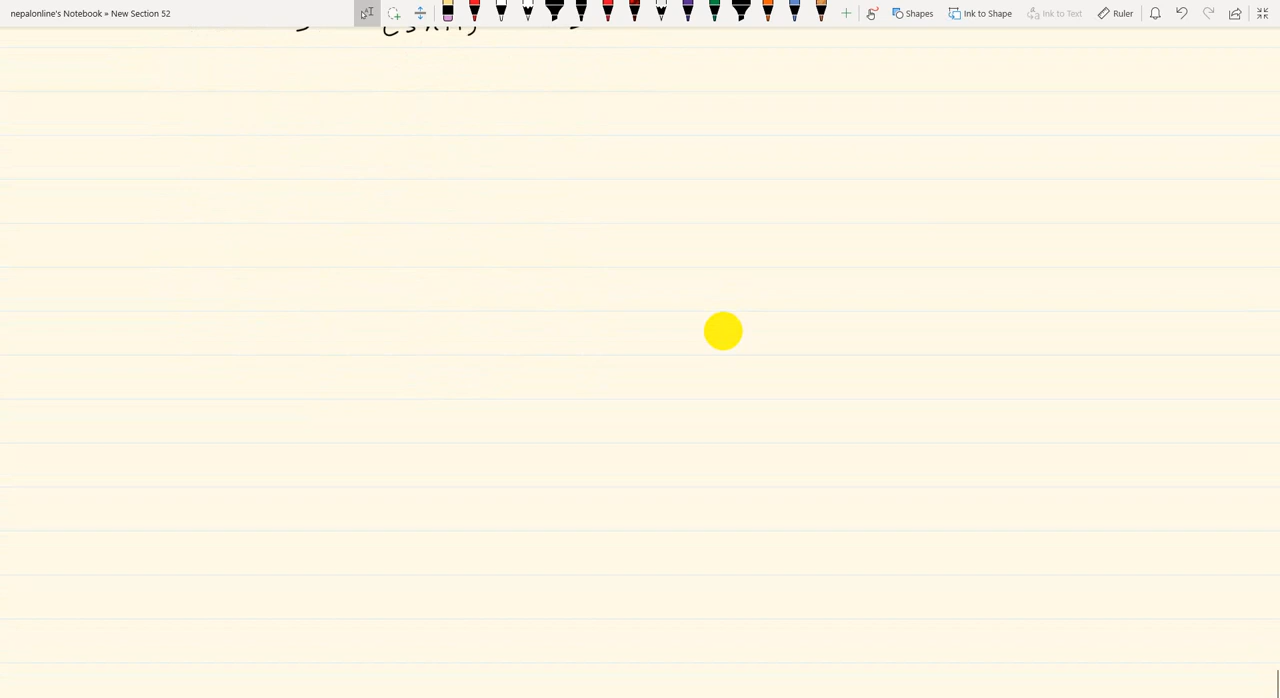 nepalonline's Notebook » New Section 52
Shapes
Ink to Shape
Ink to Text
Ruler